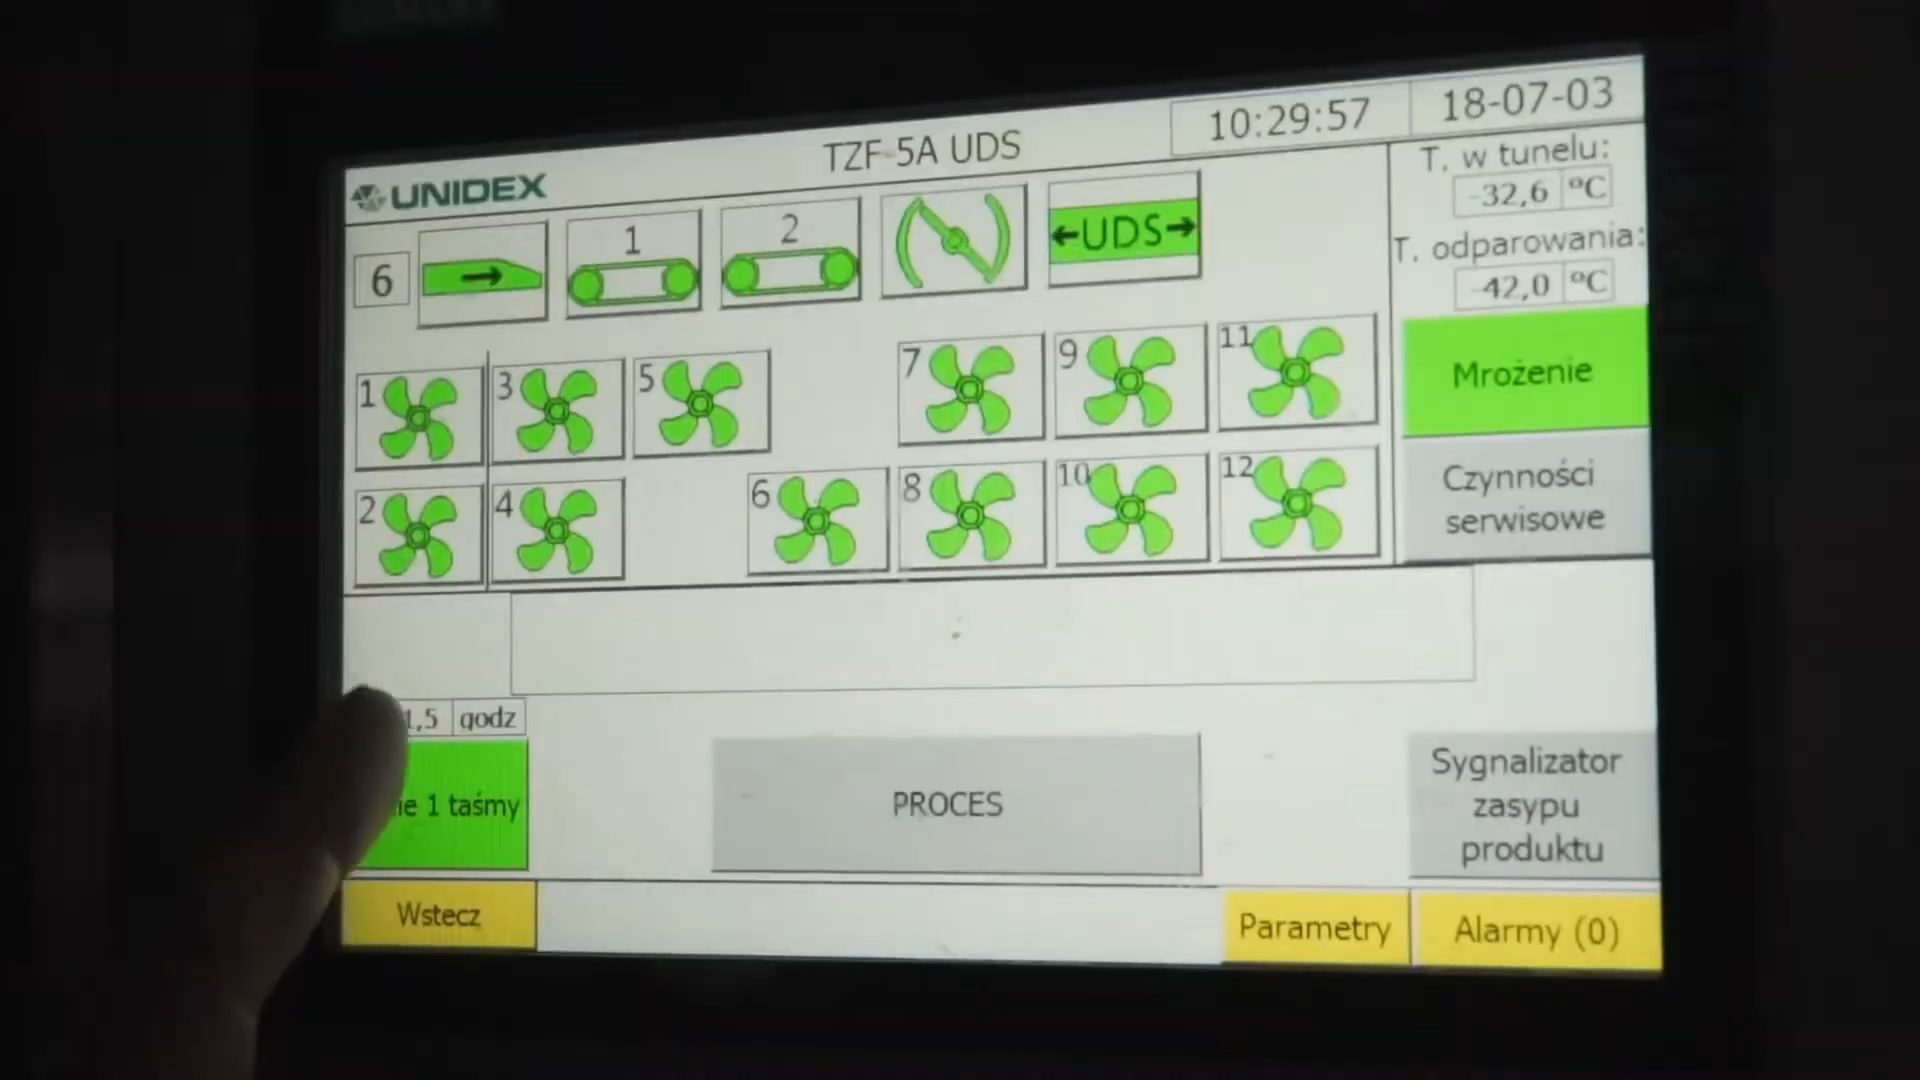 10:29:57
18-07-03
TZF-5A UDS
UNIDEX
T. w tunelu:
-32,6 °C
T. odparowania:
-42,0 °C
6
1
2
←UDS→
1
3
5
7
9
11
2
4
6
8
10
12
Mrożenie
Czynności
serwisowe
1,5 godz
1 taśmy
PROCES
Sygnalizator
zasypu
produktu
Wstecz
Parametry
Alarmy (0)